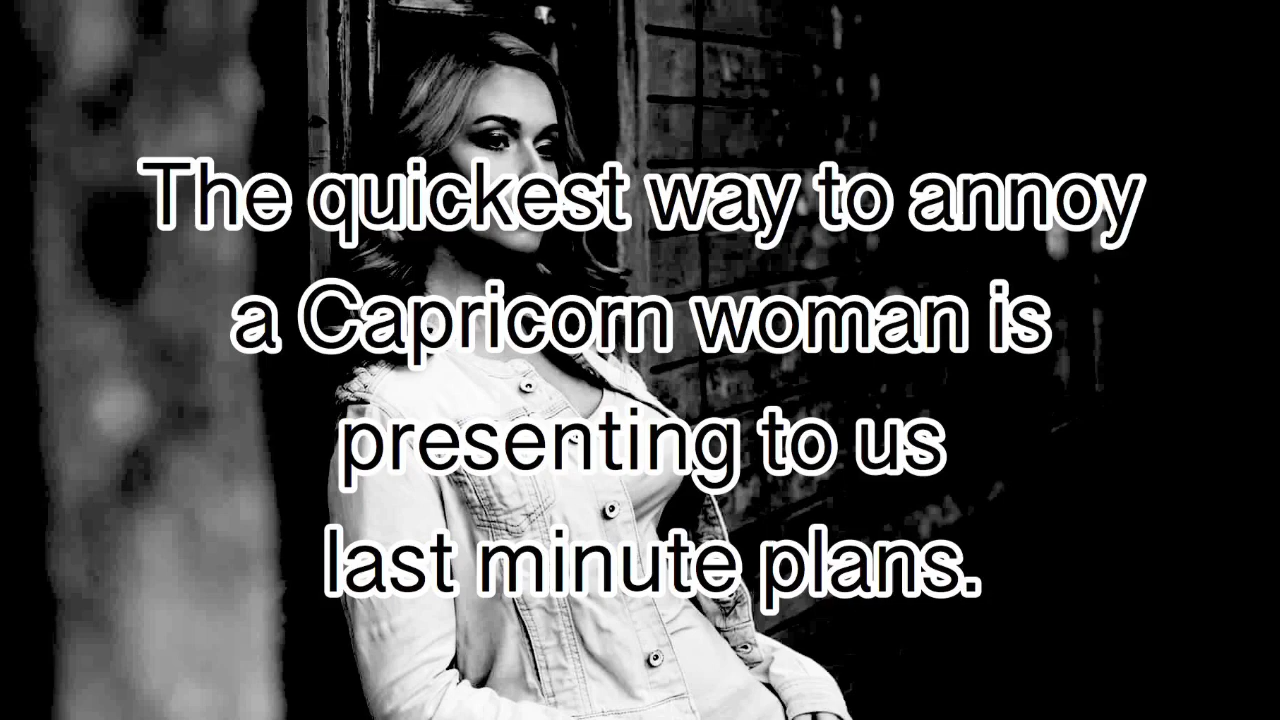 The quickest way to annoy
a Capricorn woman is
presenting to us
last minute plans.